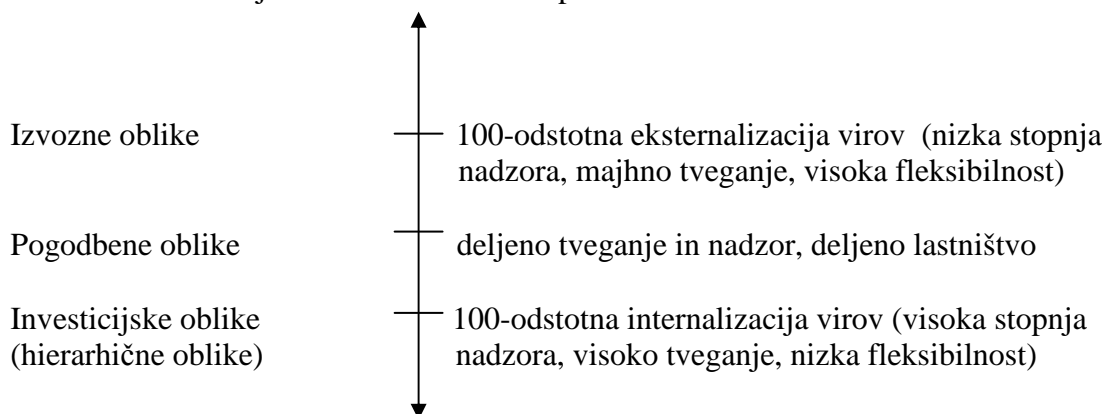 Izvozne oblike
100-odstotna eksternalizacija virov (nizka stopnja
nadzora, majhno tveganje, visoka fleksibilnost)
Pogodbene oblike
deljeno tveganje in nadzor, deljeno lastništvo
Investicijske oblike
(hierarhične oblike)
100-odstotna internalizacija virov (visoka stopnja
nadzora, visoko tveganje, nizka fleksibilnost)